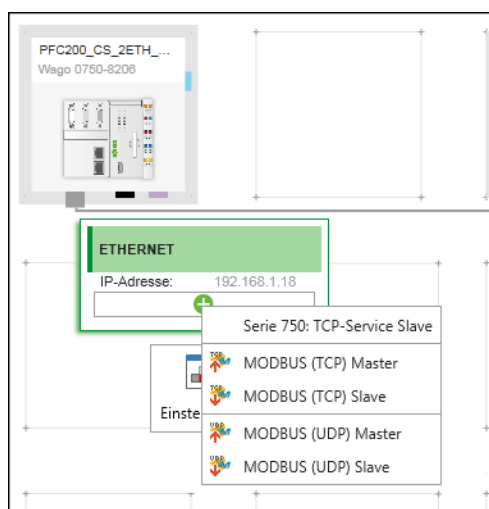 PFC200_CS_2ETH_...
Wago 0750-8206
ETHERNET
IP-Adresse: 192.168.1.18
Serie 750: TCP-Service Slave
MODBUS (TCP) Master
MODBUS (TCP) Slave
Einste
MODBUS (UDP) Master
MODBUS (UDP) Slave